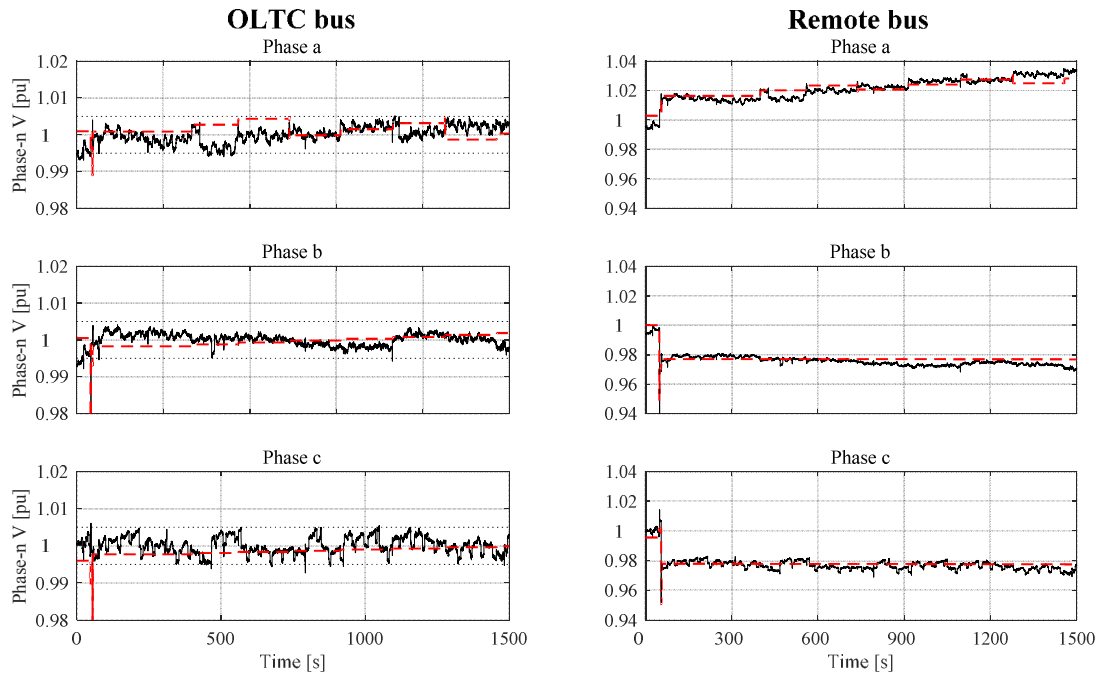 OLTC bus
Phase a
Phase-n V [pu]
1.02
1.01
1
0.99
0.98
Phase b
Phase-n V [pu]
1.02
1.01
1
0.99
0.98
Phase c
Phase-n V [pu]
1.02
1.01
1
0.99
0.98
0 500 1000 1500
Time [s]
Remote bus
Phase a
1.04
1.02
1
0.98
0.96
0.94
Phase b
1.04
1.02
1
0.98
0.96
0.94
Phase c
1.04
1.02
1
0.98
0.96
0.94
0 300 600 900 1200 1500
Time [s]